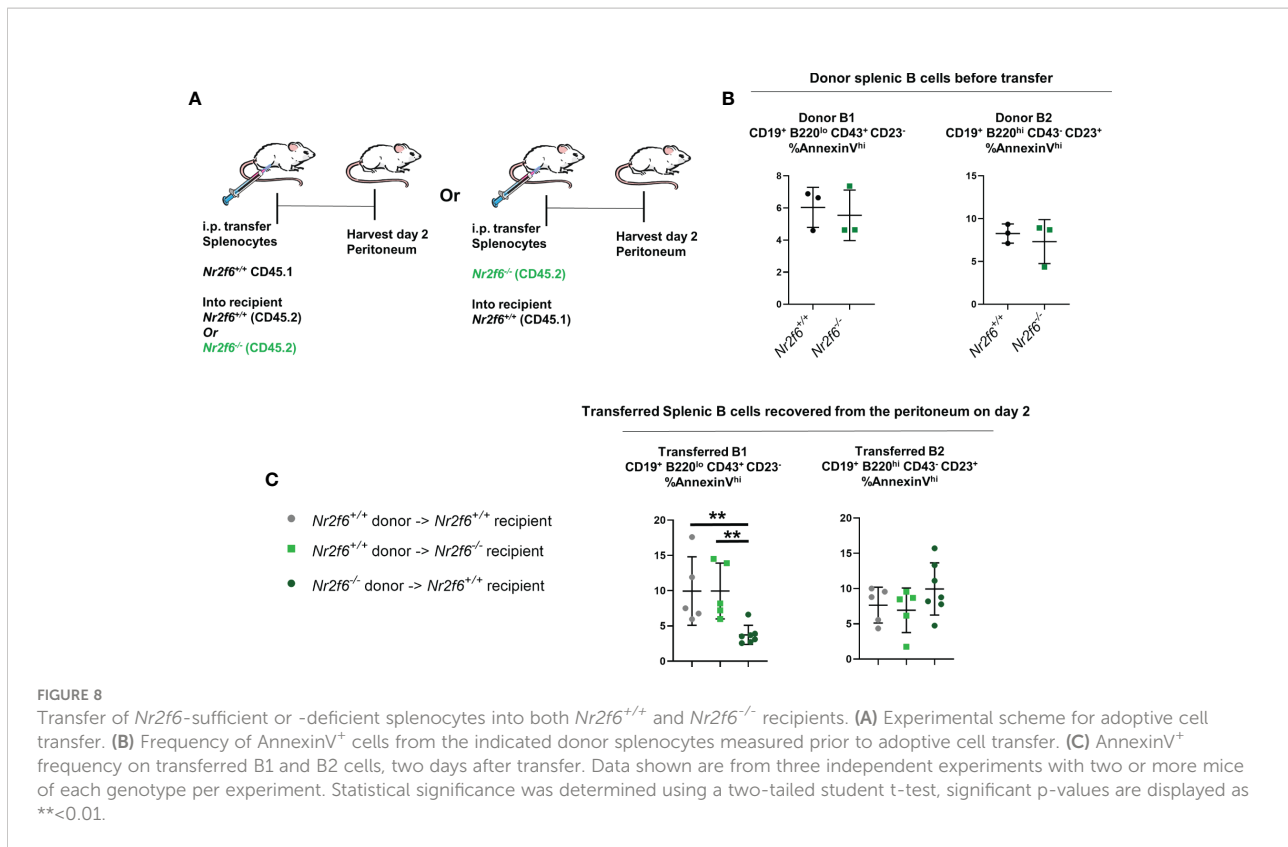 A
i.p. transfer
Splenocytes
Nr2f6+/+ CD45.1
Into recipient
Nr2f6+/+ (CD45.2)
Or
Nr2f6-/- (CD45.2)
Harvest day 2
Peritoneum
Or
i.p. transfer
Splenocytes
Nr2f6-/- (CD45.2)
Into recipient
Nr2f6+/+ (CD45.1)
Harvest day 2
Peritoneum
B
Donor splenic B cells before transfer
Donor B1
CD19+ B220lo CD43+ CD23-
%AnnexinVhi
8
6
4
2
0
Nr2f6+/+
Nr2f6-/-
Donor B2
CD19+ B220hi CD43- CD23+
%AnnexinVhi
15
10
5
0
Nr2f6+/+
Nr2f6-/-
Transferred Splenic B cells recovered from the peritoneum on day 2
C
Nr2f6+/+ donor -> Nr2f6+/+ recipient
Nr2f6+/+ donor -> Nr2f6-/- recipient
Nr2f6-/- donor -> Nr2f6+/+ recipient
Transferred B1
CD19+ B220lo CD43+ CD23-
%AnnexinVhi
20
15
10
5
0
**
**
Transferred B2
CD19+ B220hi CD43- CD23+
%AnnexinVhi
20
15
10
5
0
FIGURE 8
Transfer of Nr2f6-sufficient or -deficient splenocytes into both Nr2f6+/+ and Nr2f6-/- recipients. (A) Experimental scheme for adoptive cell
transfer. (B) Frequency of AnnexinV+ cells from the indicated donor splenocytes measured prior to adoptive cell transfer. (C) AnnexinV+
frequency on transferred B1 and B2 cells, two days after transfer. Data shown are from three independent experiments with two or more mice
of each genotype per experiment. Statistical significance was determined using a two-tailed student t-test, significant p-values are displayed as
**<0.01.